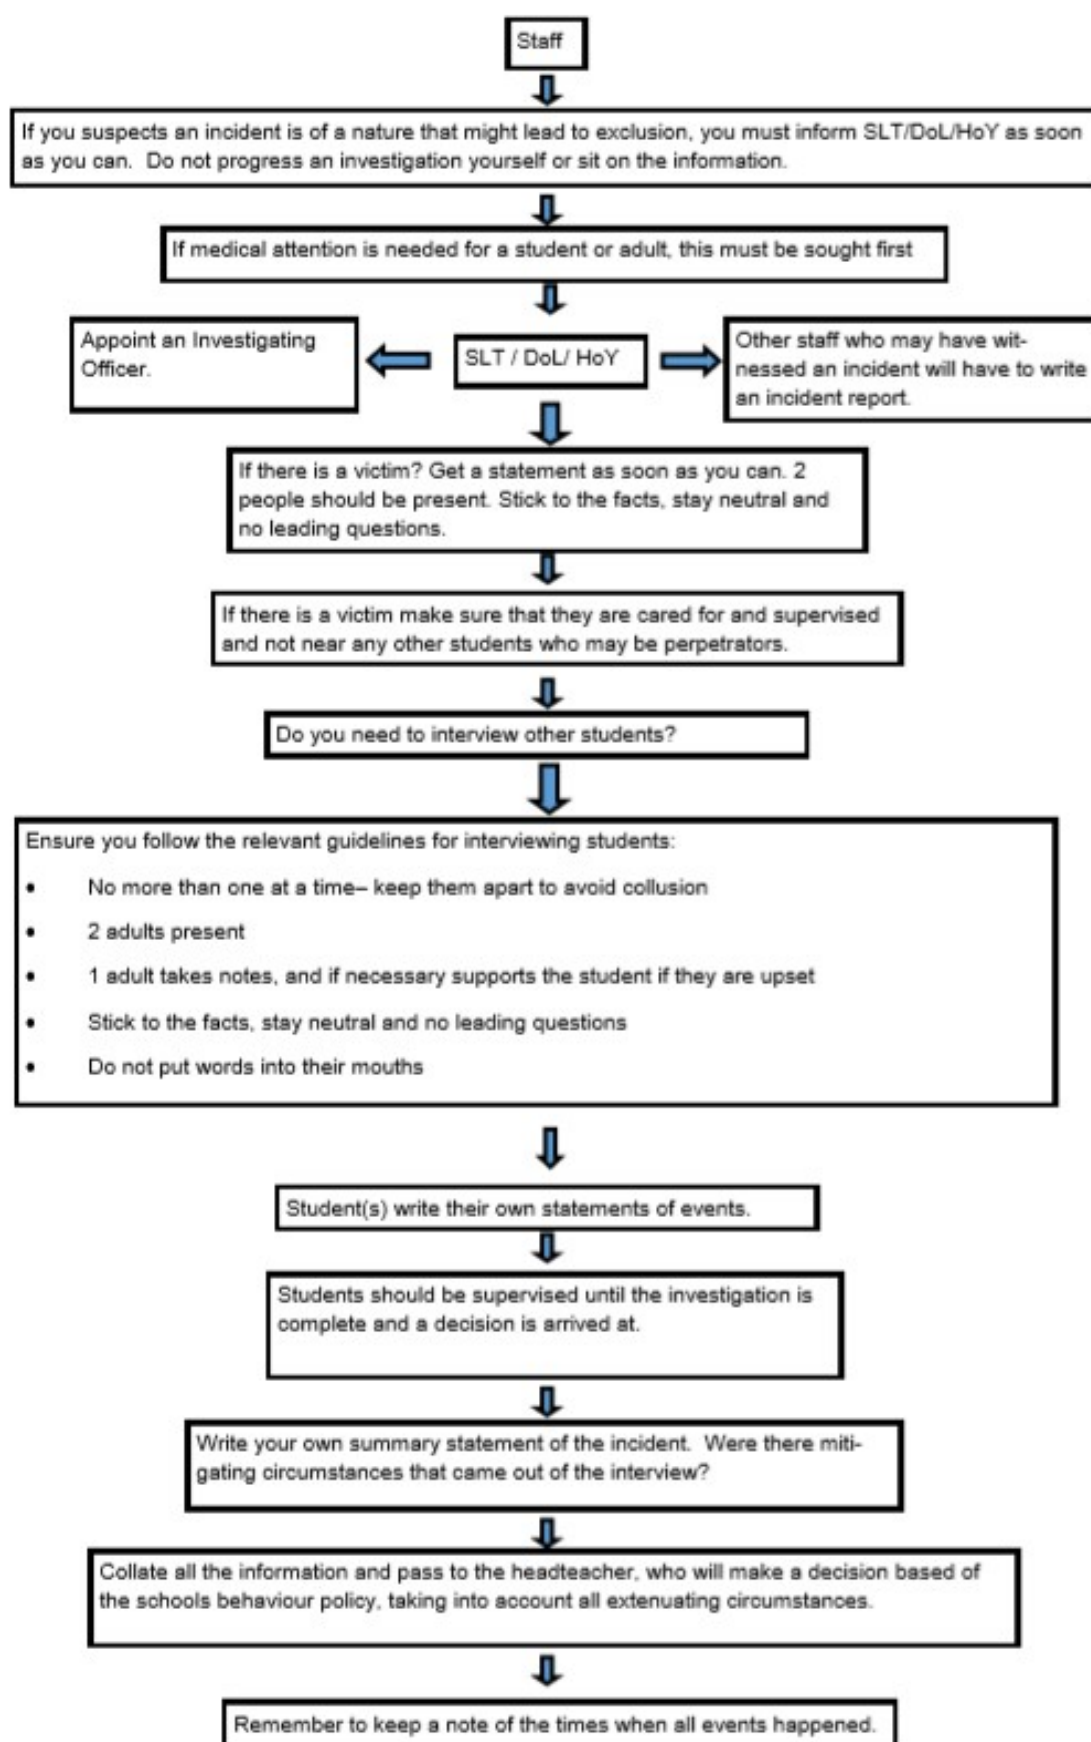 Staff
If you suspects an incident is of a nature that might lead to exclusion, you must inform SLT/DoL/HoY as soon
as you can.  Do not progress an investigation yourself or sit on the information.
If medical attention is needed for a student or adult, this must be sought first
Appoint an Investigating
Officer.
SLT / DoL/ HoY
Other staff who may have wit-
nessed an incident will have to write
an incident report.
If there is a victim? Get a statement as soon as you can. 2
people should be present. Stick to the facts, stay neutral and
no leading questions.
If there is a victim make sure that they are cared for and supervised
and not near any other students who may be perpetrators.
Do you need to interview other students?
Ensure you follow the relevant guidelines for interviewing students:
• No more than one at a time– keep them apart to avoid collusion
• 2 adults present
• 1 adult takes notes, and if necessary supports the student if they are upset
• Stick to the facts, stay neutral and no leading questions
• Do not put words into their mouths
Student(s) write their own statements of events.
Students should be supervised until the investigation is
complete and a decision is arrived at.
Write your own summary statement of the incident.  Were there miti-
gating circumstances that came out of the interview?
Collate all the information and pass to the headteacher, who will make a decision based of
the schools behaviour policy, taking into account all extenuating circumstances.
Remember to keep a note of the times when all events happened.